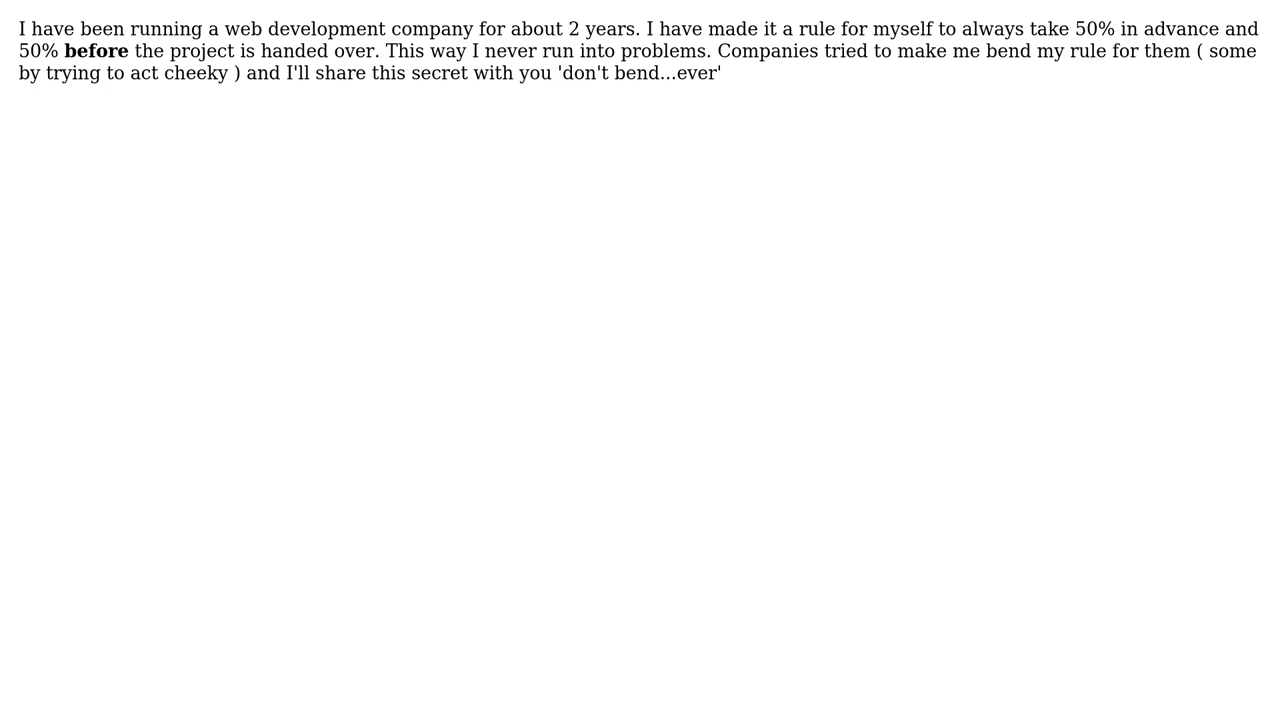 I have been running a web development company for about 2 years. I have made it a rule for myself to always take 50% in advance and
50% before the project is handed over. This way I never run into problems. Companies tried to make me bend my rule for them ( some
by trying to act cheeky ) and I'll share this secret with you 'don't bend...ever'